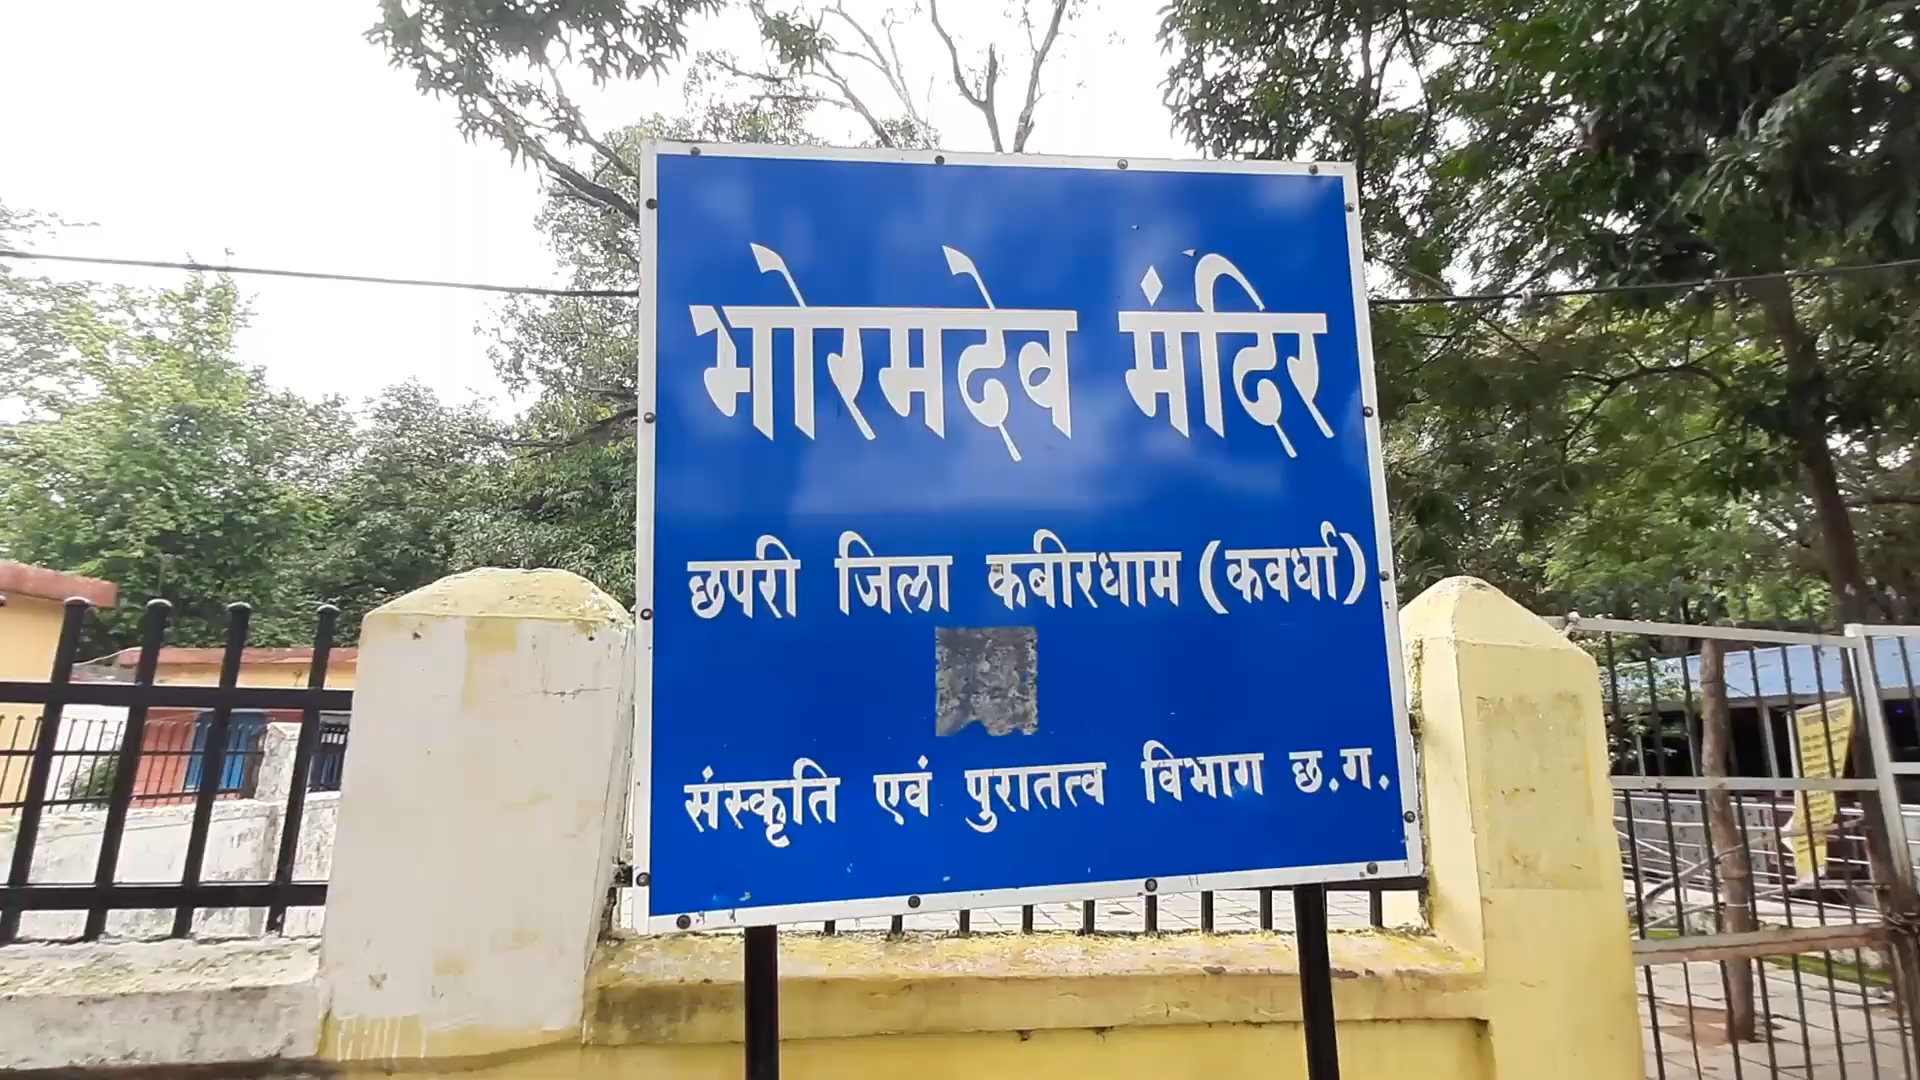 भोरमदेव मंदिर
छपरी जिला कबीरधाम (कवर्धा)
संस्कृति एवं पुरातत्व विभाग छ.ग.